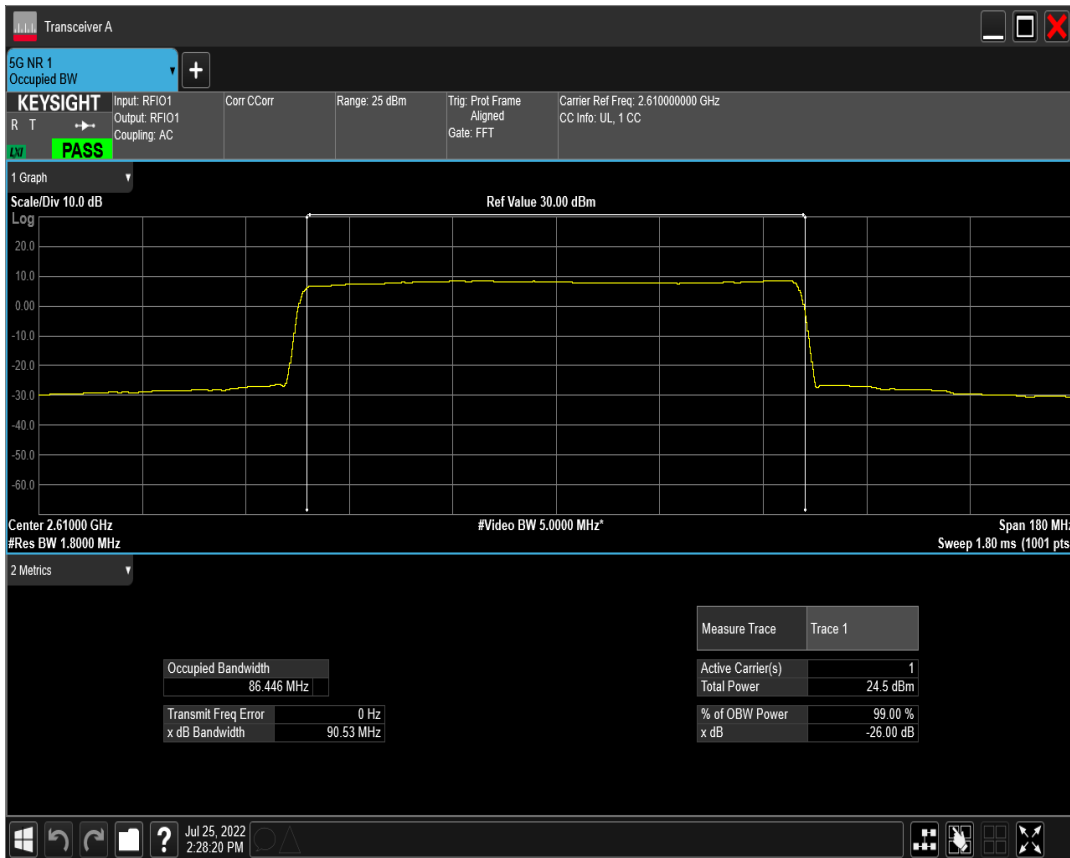 Transceiver A
5G NR 1
Occupied BW
+
KEYSIGHT
R T
LXI
PASS
Input: RFIO1
Output: RFIO1
Coupling: AC
Corr CCorr
Range: 25 dBm
Trig: Prot Frame
Aligned
Gate: FFT
Carrier Ref Freq: 2.610000000 GHz
CC Info: UL, 1 CC
1 Graph
Scale/Div 10.0 dB
Ref Value 30.00 dBm
Log
20.0
10.0
0.00
-10.0
-20.0
-30.0
-40.0
-50.0
-60.0
Center 2.61000 GHz
#Video BW 5.0000 MHz*
Span 180 MHz
#Res BW 1.8000 MHz
Sweep 1.80 ms (1001 pts
2 Metrics
Measure Trace Trace 1
Occupied Bandwidth
86.446 MHz
Active Carrier(s) 1
Total Power 24.5 dBm
Transmit Freq Error 0 Hz
x dB Bandwidth 90.53 MHz
% of OBW Power 99.00 %
x dB -26.00 dB
?
Jul 25, 2022
2:28:20 PM